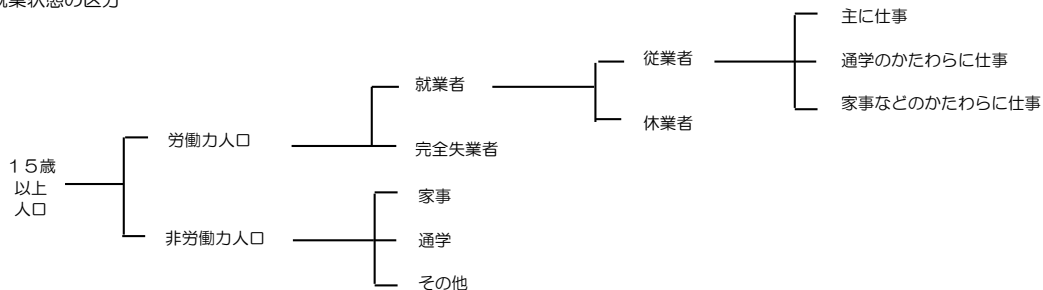 就業状態の区分
主に仕事
従業者
通学のかたわらに仕事
就業者
家事などのかたわらに仕事
休業者
労働力人口
完全失業者
１５歳
以上
人口
家事
非労働力人口
通学
その他